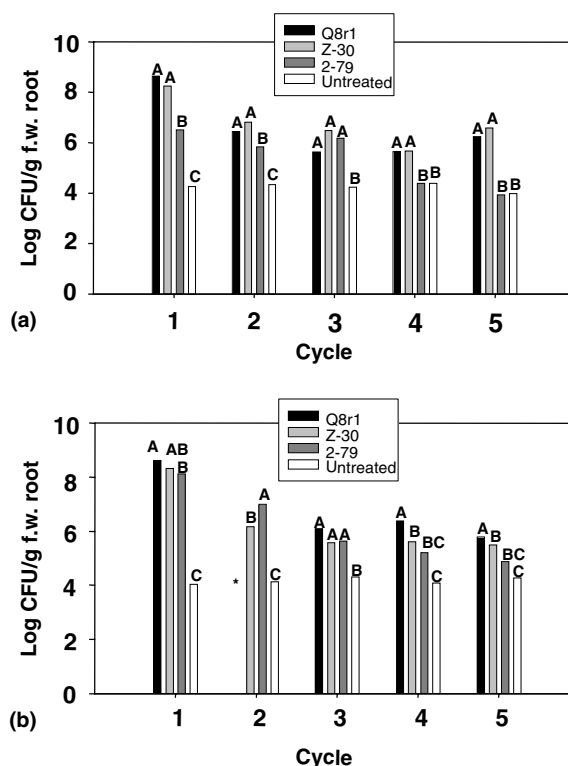 Q8r1
Z-30
2-79
Untreated
10
8
6
4
2
0
Log CFU/g f.w. root
A A B C
A A B C
A A A C
A A B B
A A B B
1 2 3 4 5
(a)
Cycle
Q8r1
Z-30
2-79
Untreated
10
8
6
4
2
0
Log CFU/g f.w. root
A AB B C
* B A C
A A A B
A B BC C
A B BC C
1 2 3 4 5
(b)
Cycle